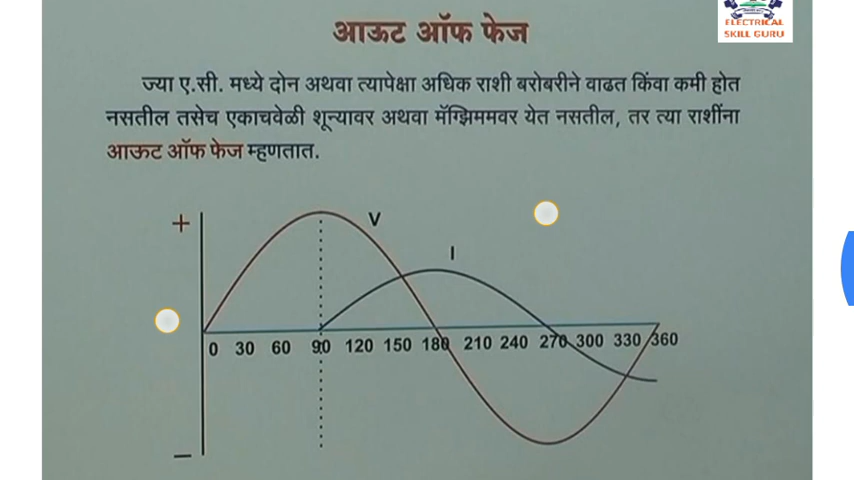 ELECTRICAL
SKILL GURU
आऊट ऑफ फेज
ज्या ए.सी. मध्ये दोन अथवा त्यापेक्षा अधिक राशी बरोबरीने वाढत किंवा कमी होत
नसतील तसेच एकाचवेळी शून्यावर अथवा मॅग्झिममवर येत नसतील, तर त्या राशींना
आऊट ऑफ फेज म्हणतात.
+
V
I
0 30 60 90 120 150 180 210 240 270 300 330 360
–